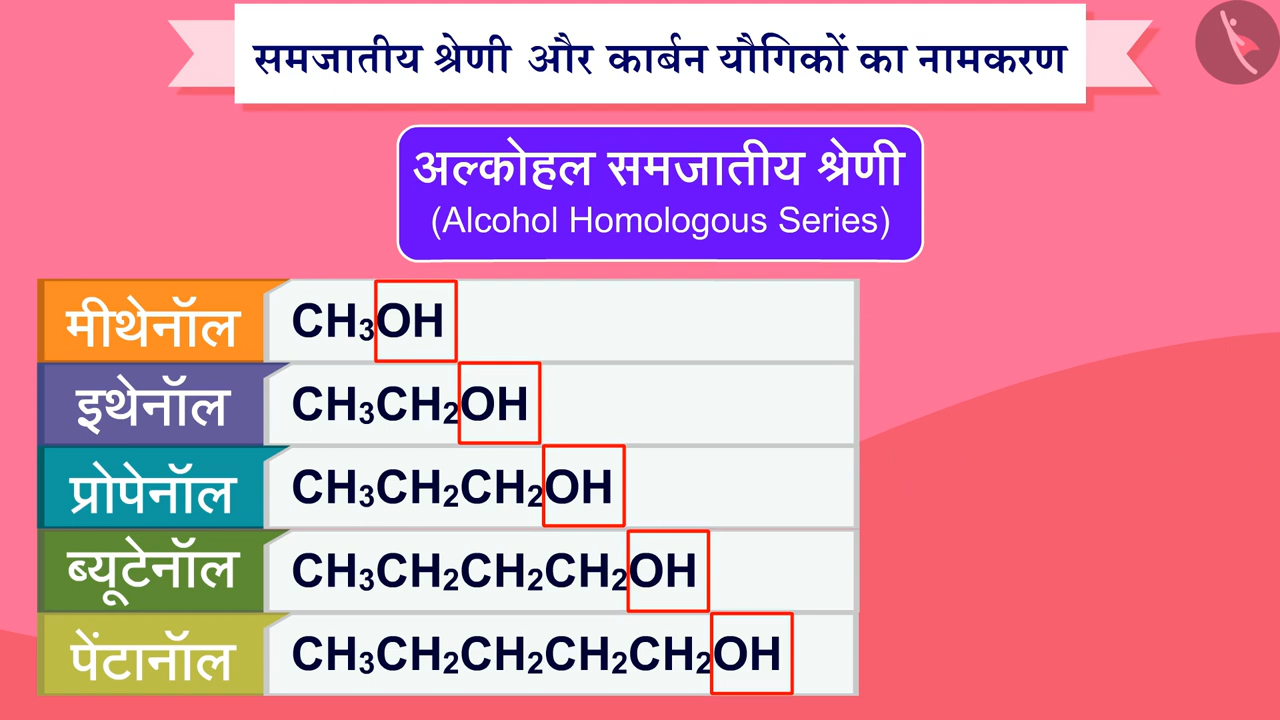 समजातीय श्रेणी और कार्बन यौगिकों का नामकरण
अल्कोहल समजातीय श्रेणी
(Alcohol Homologous Series)
मीथेनॉल CH₃OH
इथेनॉल CH₃CH₂OH
प्रोपेनॉल CH₃CH₂CH₂OH
ब्यूटेनॉल CH₃CH₂CH₂CH₂OH
पेंटानॉल CH₃CH₂CH₂CH₂CH₂OH